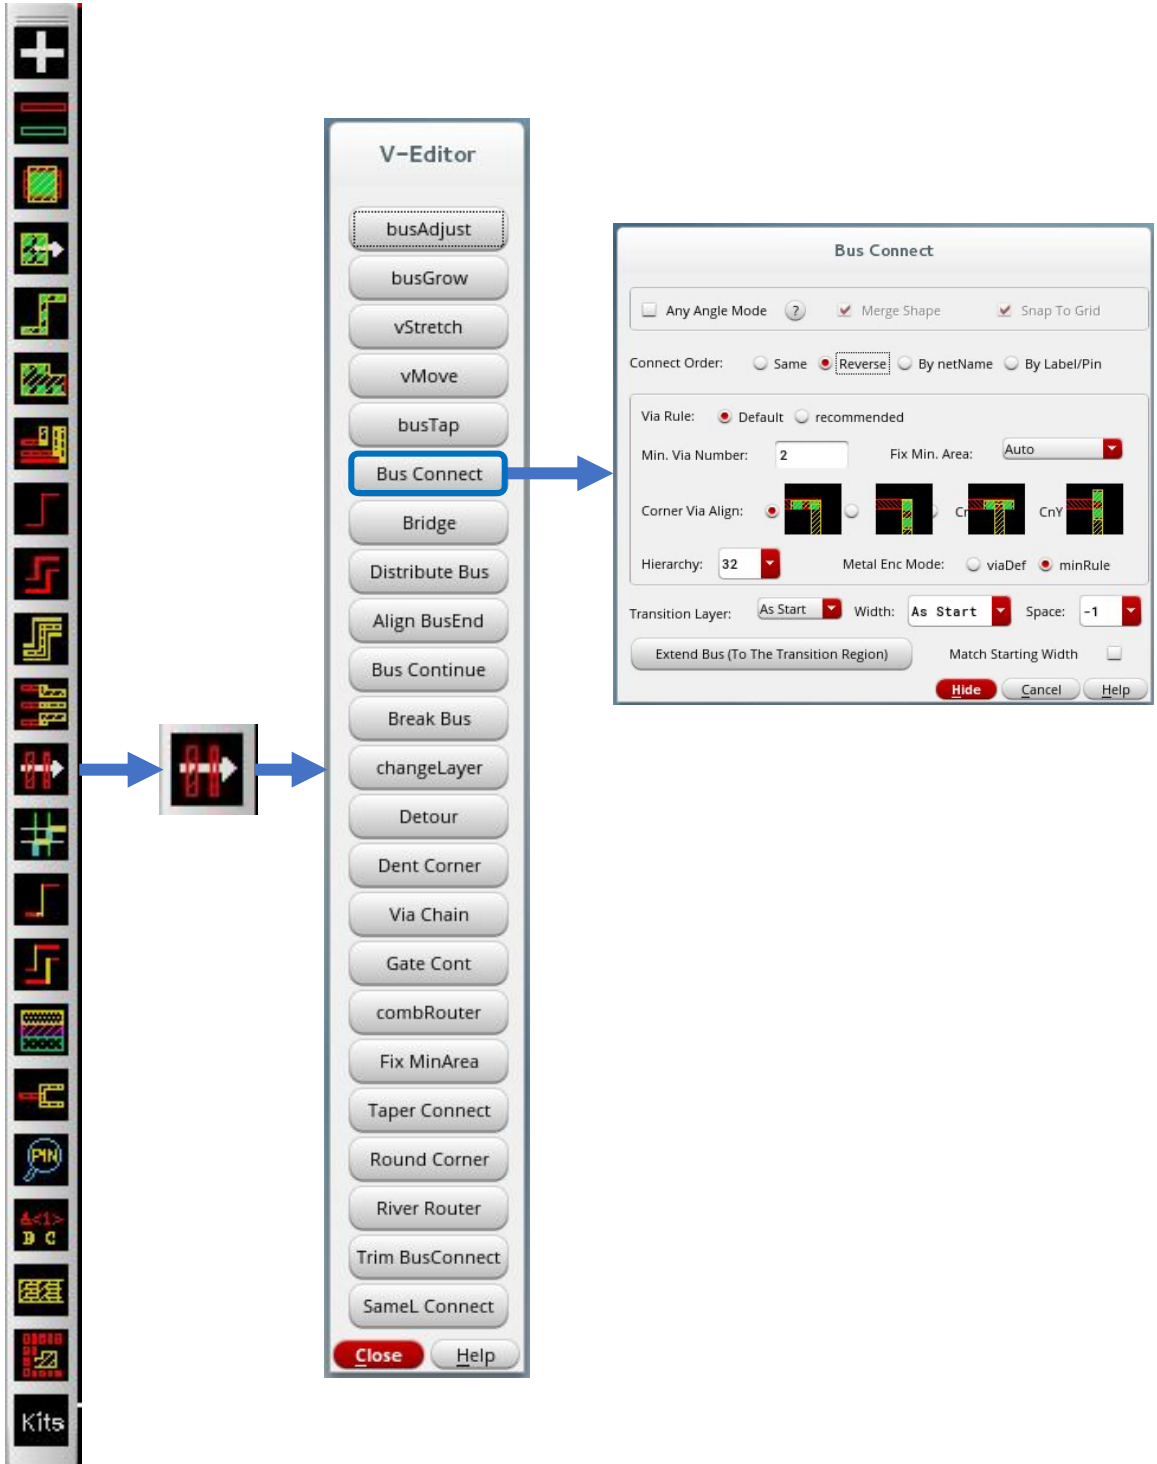 PIN
A<1>
B C
Kits
V-Editor
busAdjust
busGrow
vStretch
vMove
busTap
Bus Connect
Bridge
Distribute Bus
Align BusEnd
Bus Continue
Break Bus
changeLayer
Detour
Dent Corner
Via Chain
Gate Cont
combRouter
Fix MinArea
Taper Connect
Round Corner
River Router
Trim BusConnect
SameL Connect
Close Help
Bus Connect
Any Angle Mode ? Merge Shape Snap To Grid
Connect Order: Same Reverse By netName By Label/Pin
Via Rule: Default recommended
Min. Via Number: 2 Fix Min. Area: Auto
Corner Via Align: CnY
Hierarchy: 32 Metal Enc Mode: viaDef minRule
Transition Layer: As Start Width: As Start Space: -1
Extend Bus (To The Transition Region) Match Starting Width
Hide Cancel Help